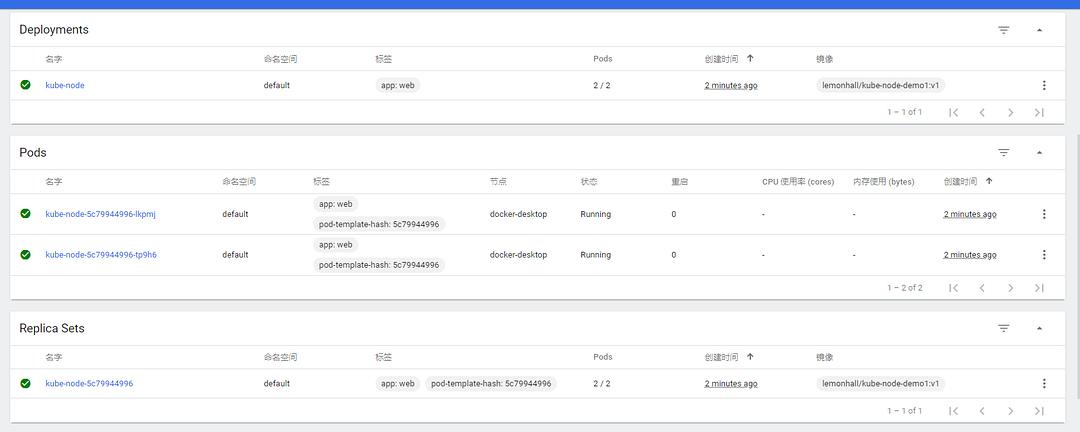 Deployments
名字 命名空间 标签 Pods 创建时间 镜像
kube-node default app: web 2 / 2 2 minutes ago lemonhall/kube-node-demo1:v1
1 – 1 of 1
Pods
名字 命名空间 标签 节点 状态 重启 CPU 使用率 (cores) 内存使用 (bytes) 创建时间
app: web
kube-node-5c79944996-lkpmj default docker-desktop Running 0 - - 2 minutes ago
pod-template-hash: 5c79944996
app: web
kube-node-5c79944996-tp9h6 default docker-desktop Running 0 - - 2 minutes ago
pod-template-hash: 5c79944996
1 – 2 of 2
Replica Sets
名字 命名空间 标签 Pods 创建时间 镜像
kube-node-5c79944996 default app: web pod-template-hash: 5c79944996 2 / 2 2 minutes ago lemonhall/kube-node-demo1:v1
1 – 1 of 1